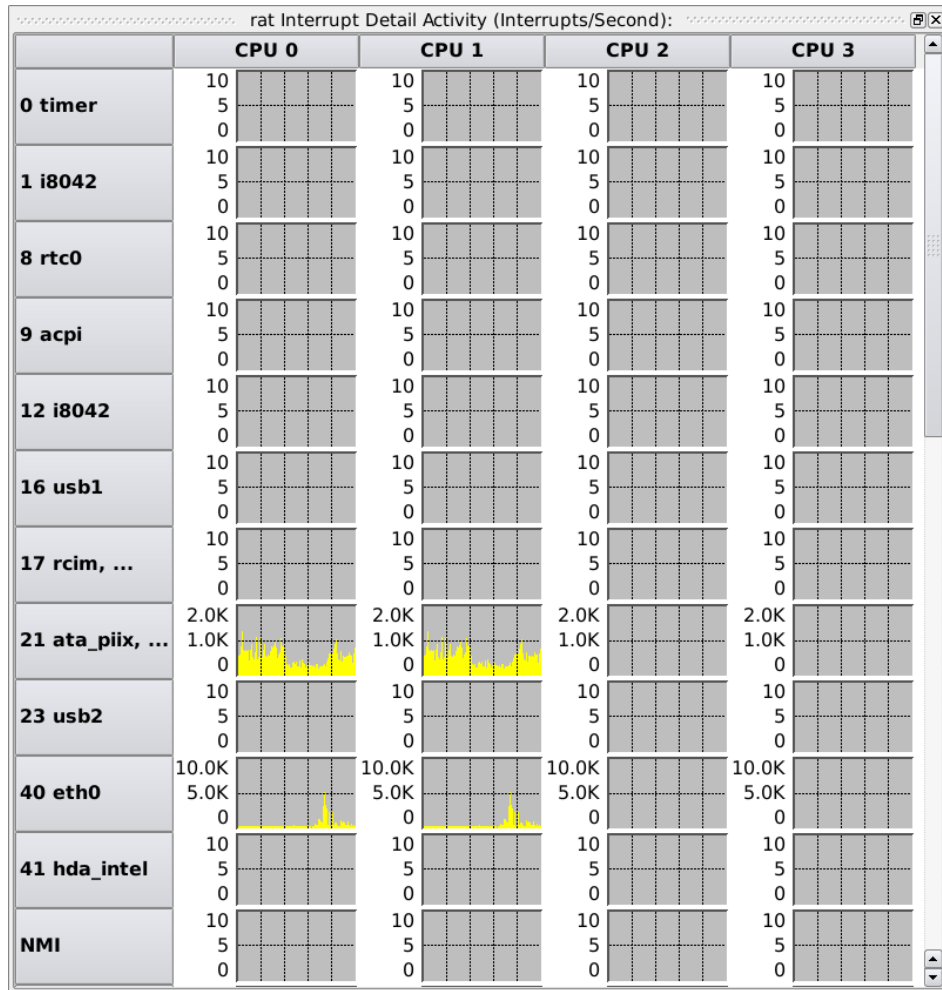 rat Interrupt Detail Activity (Interrupts/Second):
CPU 0 CPU 1 CPU 2 CPU 3
0 timer
10 10 10 10
5 5 5 5
0 0 0 0
1 i8042
10 10 10 10
5 5 5 5
0 0 0 0
8 rtc0
10 10 10 10
5 5 5 5
0 0 0 0
9 acpi
10 10 10 10
5 5 5 5
0 0 0 0
12 i8042
10 10 10 10
5 5 5 5
0 0 0 0
16 usb1
10 10 10 10
5 5 5 5
0 0 0 0
17 rcim, ...
10 10 10 10
5 5 5 5
0 0 0 0
21 ata_piix, ...
2.0K 2.0K 2.0K 2.0K
1.0K 1.0K 1.0K 1.0K
0 0 0 0
23 usb2
10 10 10 10
5 5 5 5
0 0 0 0
40 eth0
10.0K 10.0K 10.0K 10.0K
5.0K 5.0K 5.0K 5.0K
0 0 0 0
41 hda_intel
10 10 10 10
5 5 5 5
0 0 0 0
NMI
10 10 10 10
5 5 5 5
0 0 0 0